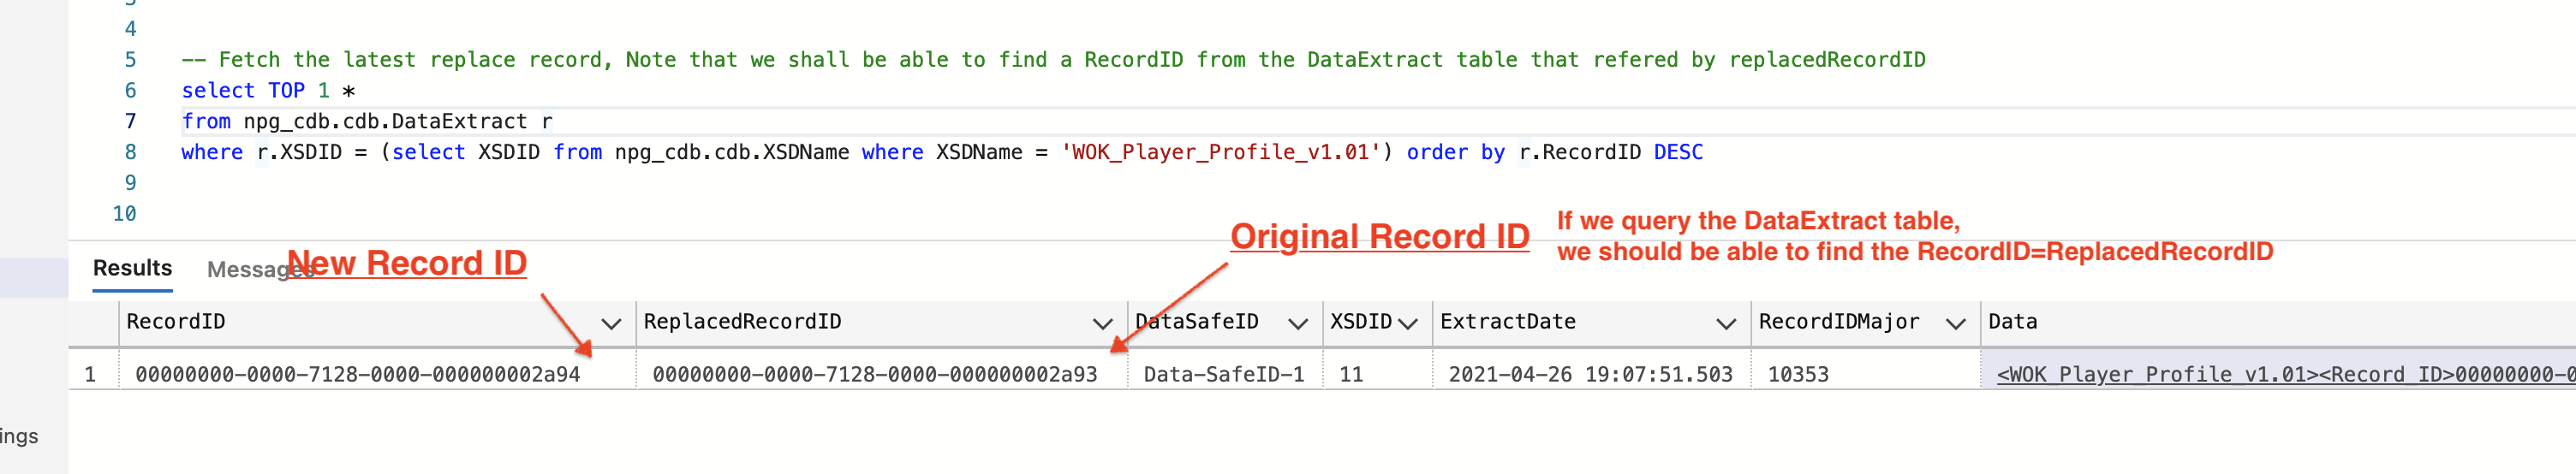 4
5 -- Fetch the latest replace record, Note that we shall be able to find a RecordID from the DataExtract table that refered by replacedRecordID
6 select TOP 1 *
7 from npg_cdb.cdb.DataExtract r
8 where r.XSDID = (select XSDID from npg_cdb.cdb.XSDName where XSDName = 'WOK_Player_Profile_v1.01') order by r.RecordID DESC
9
10
If we query the DataExtract table,
Original Record ID
we should be able to find the RecordID=ReplacedRecordID
Results Messages
New Record ID
RecordID ReplacedRecordID DataSafeID XSDID ExtractDate RecordIDMajor Data
1 00000000-0000-7128-0000-000000002a94 00000000-0000-7128-0000-000000002a93 Data-SafeID-1 11 2021-04-26 19:07:51.503 10353 <WOK_Player_Profile_v1.01><Record_ID>00000000-0
ings